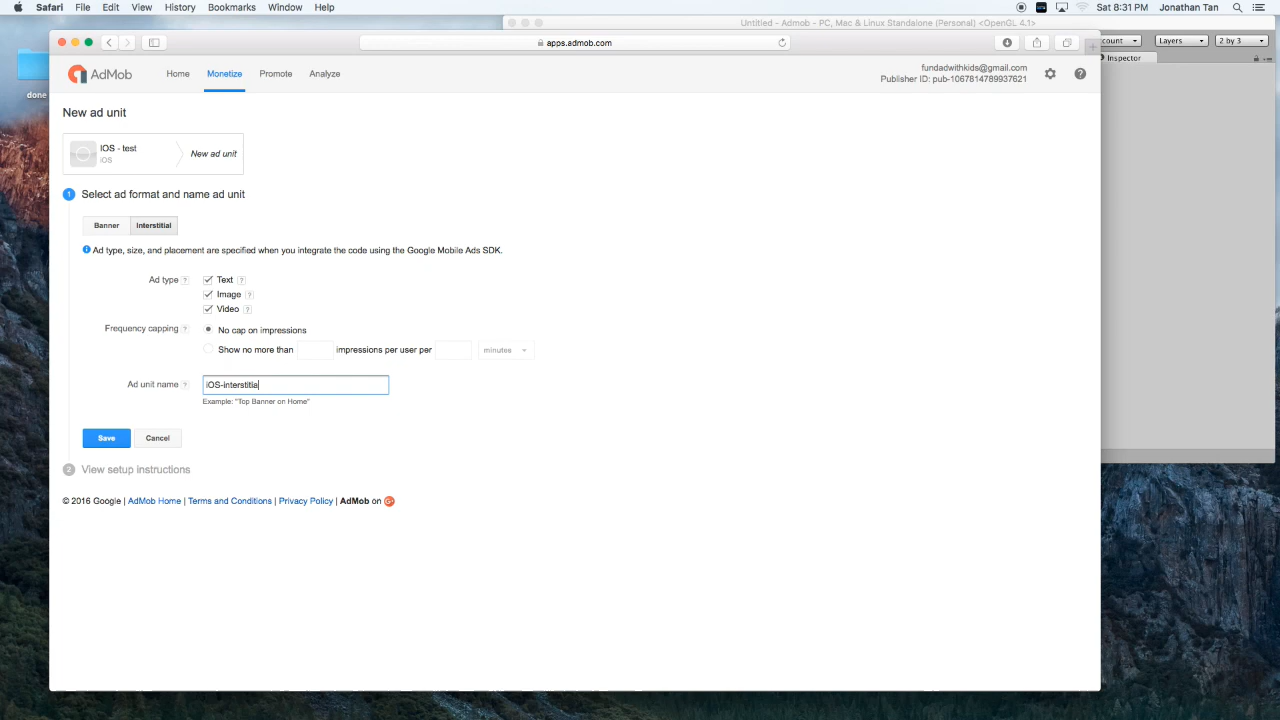 Safari File Edit View History Bookmarks Window Help Sat 8:31 PM Jonathan Tan
Untitled - Admob - PC, Mac & Linux Standalone (Personal) <OpenGL 4.1>
apps.admob.com
count Layers 2 by 3
Inspector
done
AdMob Home Monetize Promote Analyze
fundadwithkids@gmail.com
Publisher ID: pub-1067814789937621
New ad unit
IOS - test
iOS
New ad unit
1 Select ad format and name ad unit
Banner Interstitial
Ad type, size, and placement are specified when you integrate the code using the Google Mobile Ads SDK.
Ad type ? Text ?
Image ?
Video ?
Frequency capping ? No cap on impressions
Show no more than impressions per user per minutes
Ad unit name ? iOS-interstitia
Example: "Top Banner on Home"
Save Cancel
2 View setup instructions
© 2016 Google | AdMob Home | Terms and Conditions | Privacy Policy | AdMob on G+